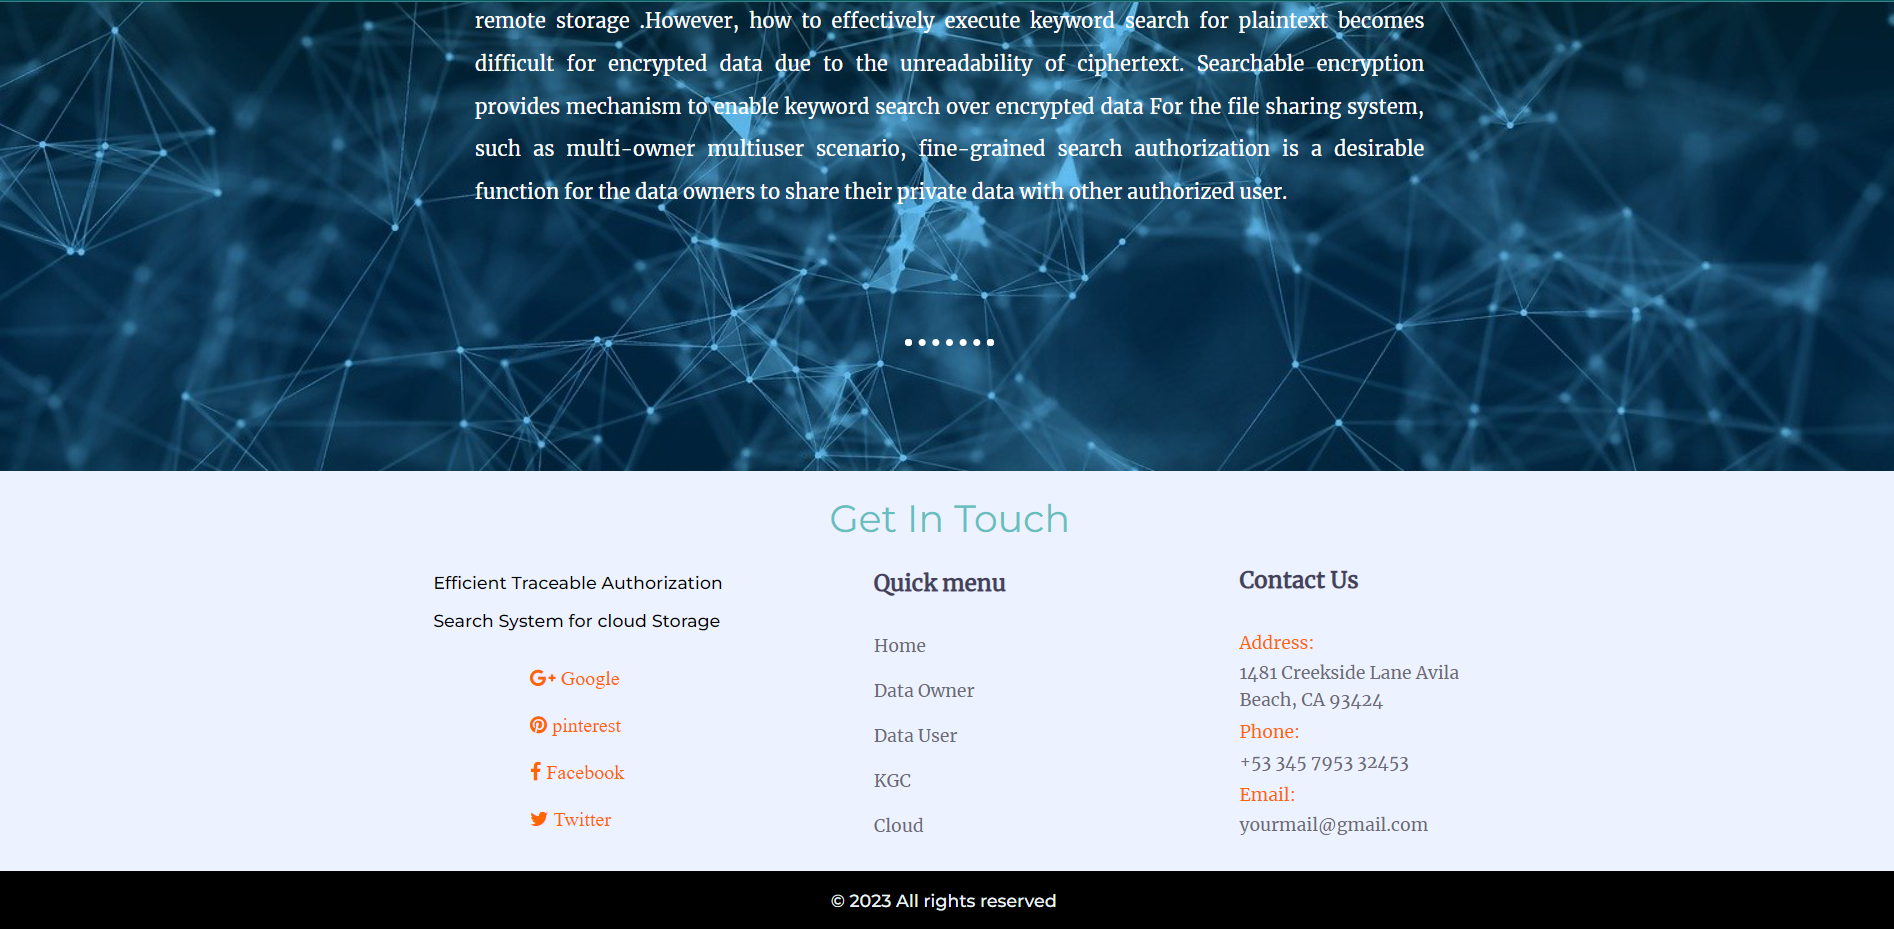 remote storage .However, how to effectively execute keyword search for plaintext becomes
difficult for encrypted data due to the unreadability of ciphertext. Searchable encryption
provides mechanism to enable keyword search over encrypted data For the file sharing system,
such as multi-owner multiuser scenario, fine-grained search authorization is a desirable
function for the data owners to share their private data with other authorized user.
Get In Touch
Efficient Traceable Authorization
Search System for cloud Storage
Google
pinterest
Facebook
Twitter
Quick menu
Home
Data Owner
Data User
KGC
Cloud
Contact Us
Address:
1481 Creekside Lane Avila
Beach, CA 93424
Phone:
+53 345 7953 32453
Email:
yourmail@gmail.com
© 2023 All rights reserved